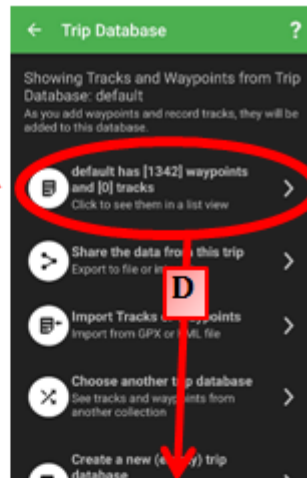 ← Trip Database ?
Showing Tracks and Waypoints from Trip
Database: default
As you add waypoints and record tracks, they will be
added to this database.
default has [1342] waypoints
and [0] tracks
Click to see them in a list view
Share the data from this trip
Export to file or
D
Import Tracks
Import from GPX or KML file
Choose another trip database
See tracks and waypoints from
another collection
Create a new (empty) trip
database